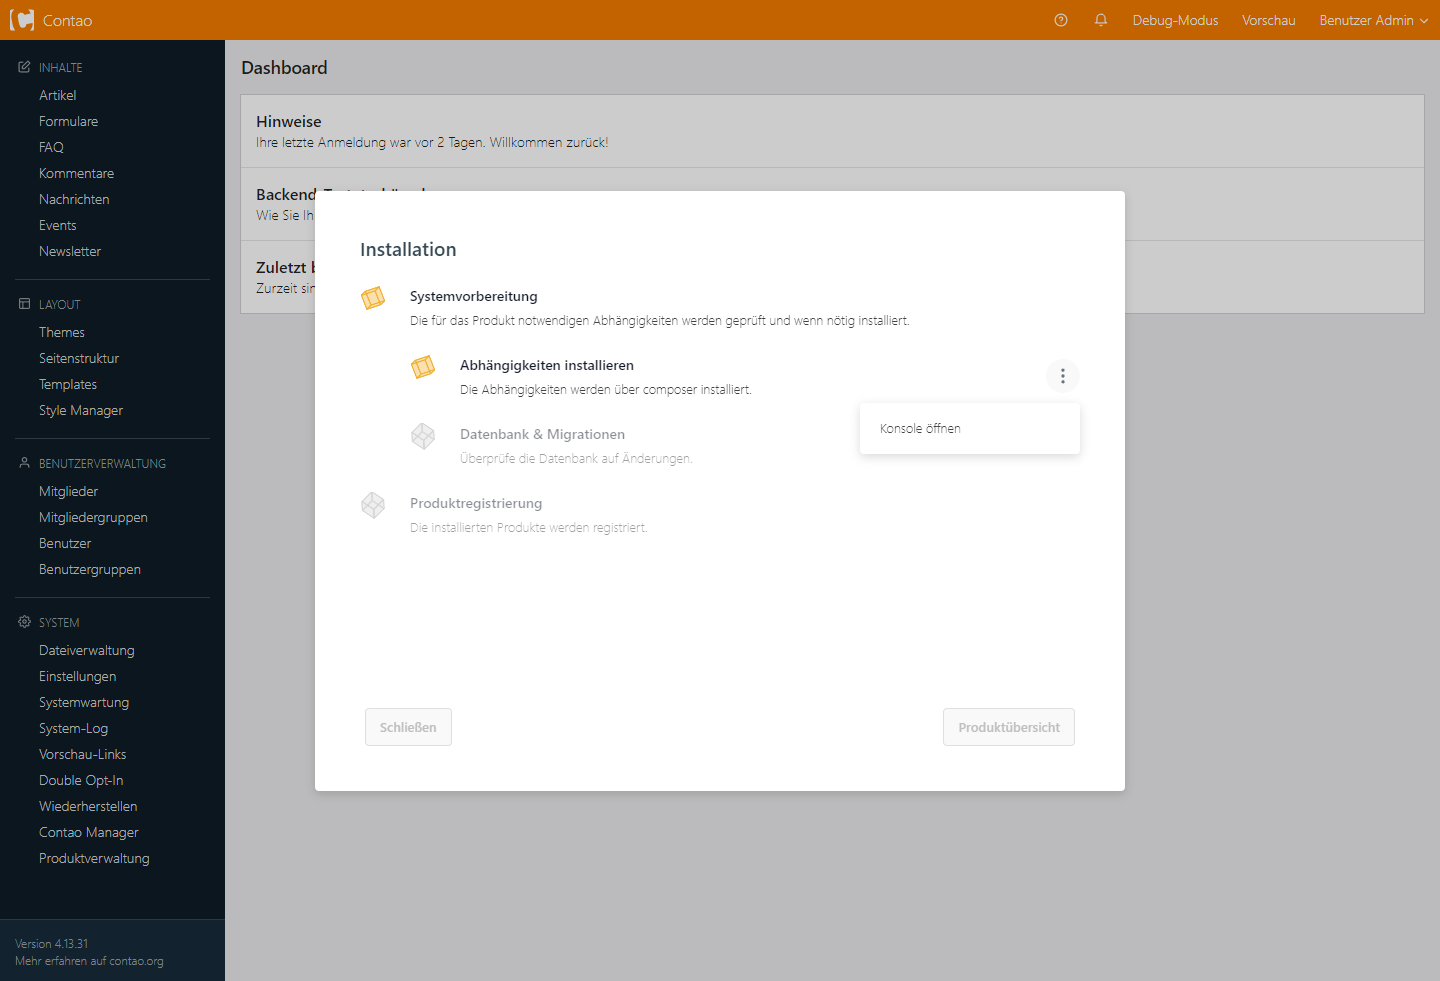 Contao
Debug-Modus
Vorschau
Benutzer Admin
INHALTE
Artikel
Formulare
FAQ
Kommentare
Nachrichten
Events
Newsletter
LAYOUT
Themes
Seitenstruktur
Templates
Style Manager
BENUTZERVERWALTUNG
Mitglieder
Mitgliedergruppen
Benutzer
Benutzergruppen
SYSTEM
Dateiverwaltung
Einstellungen
Systemwartung
System-Log
Vorschau-Links
Double Opt-In
Wiederherstellen
Contao Manager
Produktverwaltung
Version 4.13.31
Mehr erfahren auf contao.org
Dashboard
Hinweise
Ihre letzte Anmeldung war vor 2 Tagen. Willkommen zurück!
Backend
Wie Sie Ih
Zuletzt
Zurzeit
Installation
Systemvorbereitung
Die für das Produkt notwendigen Abhängigkeiten werden geprüft und wenn nötig installiert.
Abhängigkeiten installieren
Die Abhängigkeiten werden über composer installiert.
Konsole öffnen
Datenbank & Migrationen
Überprüfe die Datenbank auf Änderungen.
Produktregistrierung
Die installierten Produkte werden registriert.
Schließen
Produktübersicht